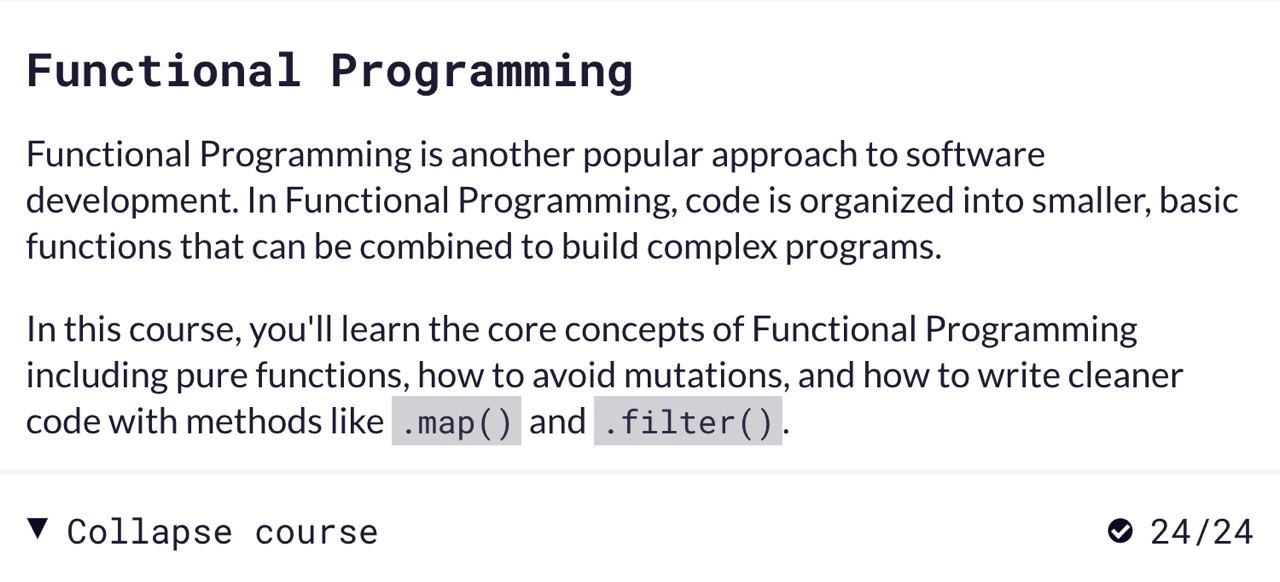 Functional Programming
Functional Programming is another popular approach to software
development. In Functional Programming, code is organized into smaller, basic
functions that can be combined to build complex programs.
In this course, you'll learn the core concepts of Functional Programming
including pure functions, how to avoid mutations, and how to write cleaner
code with methods like .map() and .filter().
Collapse course 24/24